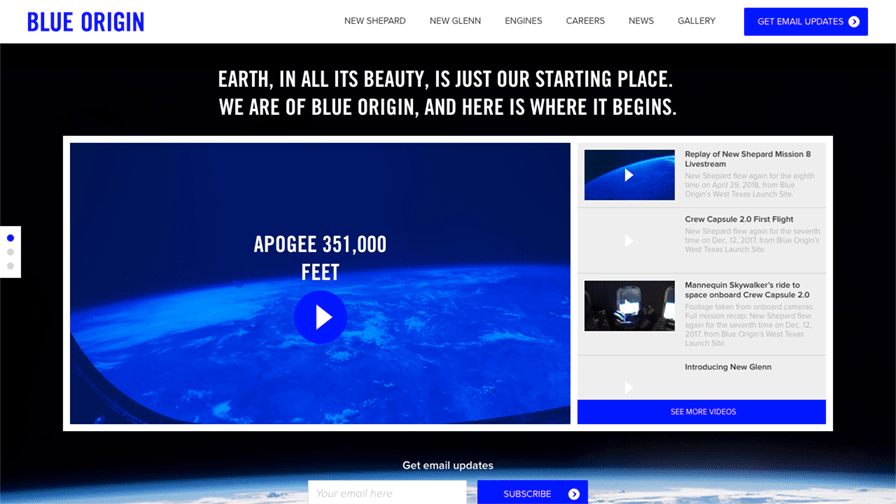 BLUE ORIGIN
NEW SHEPARD
NEW GLENN
ENGINES
CAREERS
NEWS
GALLERY
GET EMAIL UPDATES
EARTH, IN ALL ITS BEAUTY, IS JUST OUR STARTING PLACE.
WE ARE OF BLUE ORIGIN, AND HERE IS WHERE IT BEGINS.
APOGEE 351,000
FEET
Replay of New Shepard Mission 8
Livestream
New Shepard flew again for the eighth
time on April 29, 2018, from Blue
Origin's West Texas Launch Site.
Crew Capsule 2.0 First Flight
New Shepard flew again for the seventh
time on Dec. 12, 2017, from Blue Origin's
West Texas Launch Site.
Mannequin Skywalker's ride to
space onboard Crew Capsule 2.0
Footage taken from onboard cameras.
Full mission recap: New Shepard flew
again for the seventh time on Dec. 12,
2017, from Blue Origin's West Texas
Launch Site.
Introducing New Glenn
SEE MORE VIDEOS
Get email updates
Your email here
SUBSCRIBE